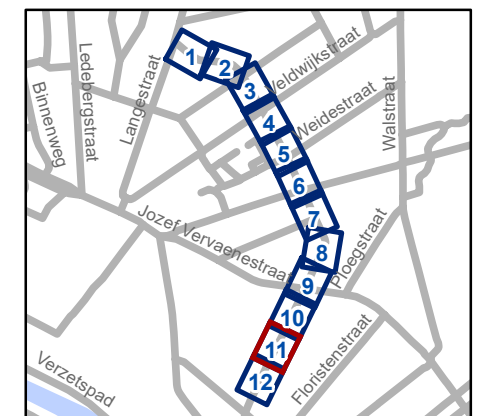 1
2
3
4
5
6
7
8
9
10
11
12
Binnenweg
Ledebergstraat
Langestraat
Veldwijkstraat
Weidestraat
Walstraat
Jozef Vervaenestraat
Ploegstraat
Floristenstraat
Verzetspad